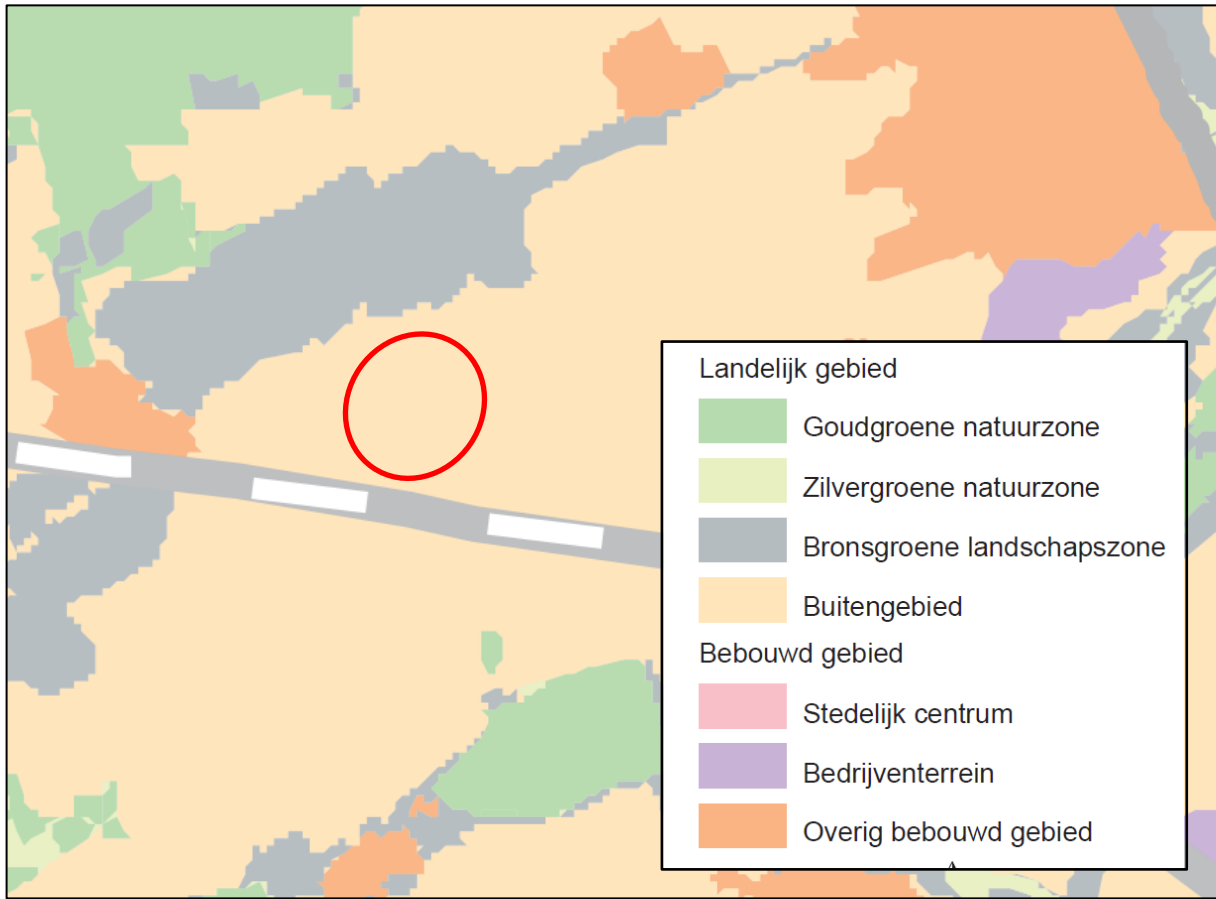 Landelijk gebied
Goudgroene natuurzone
Zilvergroene natuurzone
Bronsgroene landschapszone
Buitengebied
Bebouwd gebied
Stedelijk centrum
Bedrijventerrein
Overig bebouwd gebied